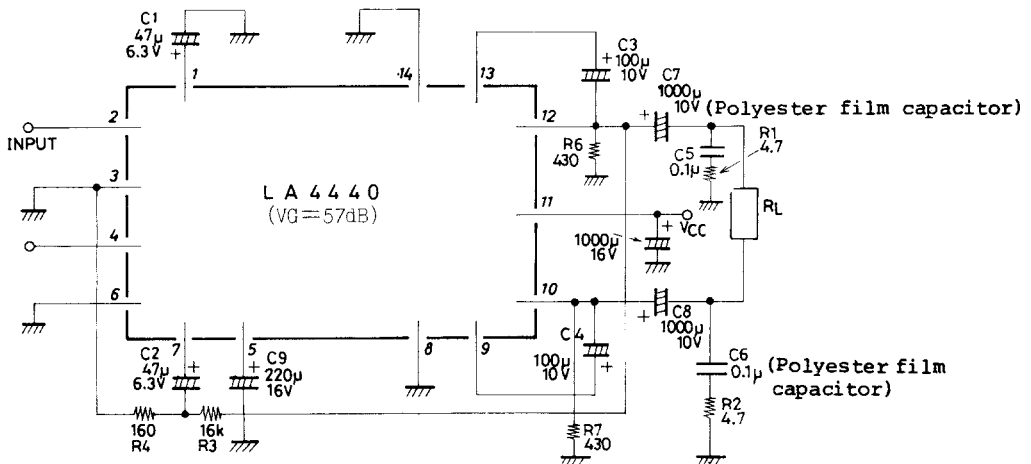 C1
47μ
6.3V
+
1
14
13
+
C3
100μ
10V
C7
1000μ
10V
(Polyester film capacitor)
2
INPUT
12
+
R6
430
C5
0.1μ
R1
4.7
3
LA4440
(VG=57dB)
11
+
VCC
1000μ
16V
RL
4
6
10
+
C8
1000μ
10V
C4
100μ
10V
+
7
5
8
9
C2
47μ
6.3V
+
C9
220μ
16V
+
C6
0.1μ
(Polyester film
capacitor)
160
R4
16k
R3
R7
430
R2
4.7